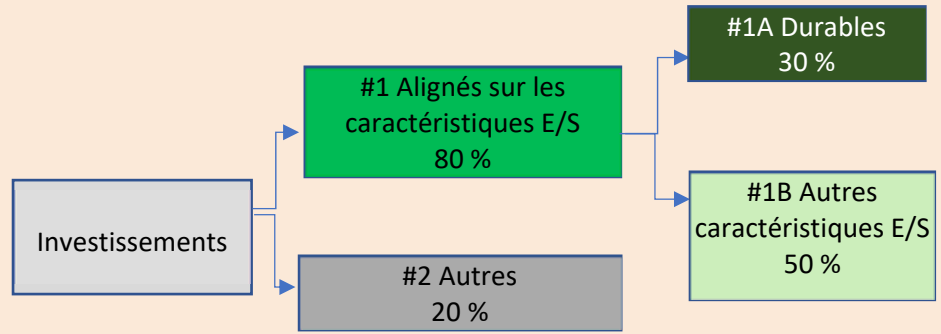 Investissements
#1 Alignés sur les
caractéristiques E/S
80 %
#2 Autres
20 %
#1A Durables
30 %
#1B Autres
caractéristiques E/S
50 %